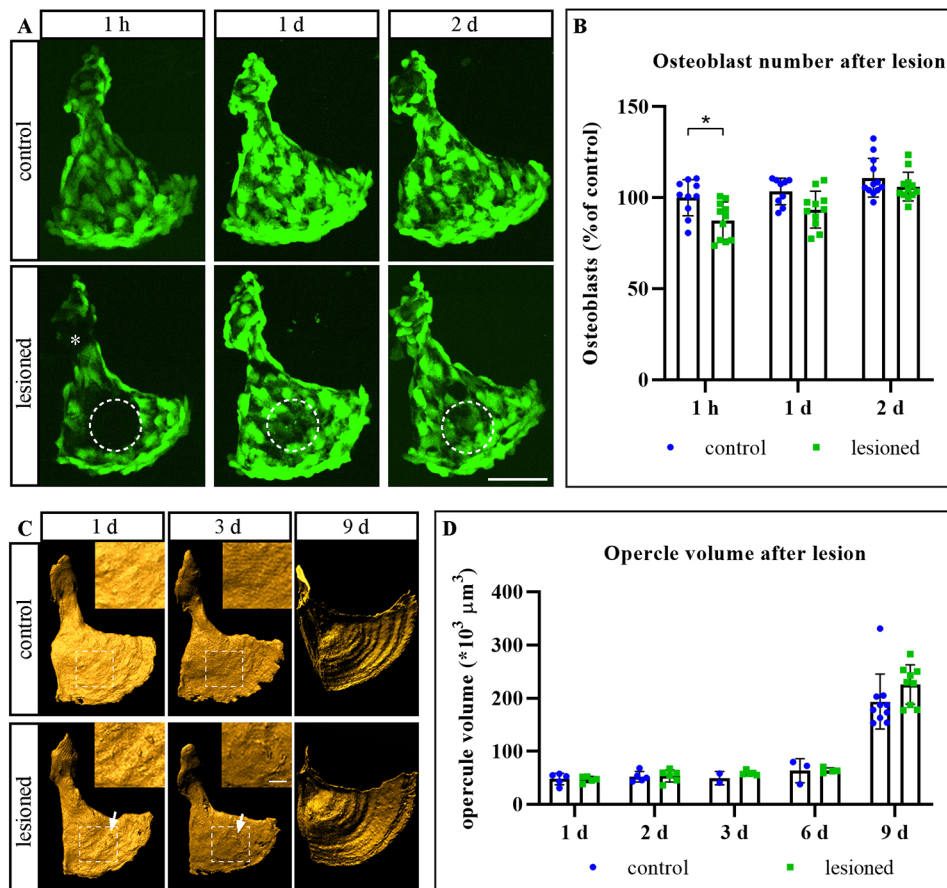 A
1 h
1 d
2 d
control
lesioned
*
B
Osteoblast number after lesion
Osteoblasts (% of control)
150
100
50
0
*
1 h
1 d
2 d
control
lesioned
C
1 d
3 d
9 d
control
lesioned
D
Opercle volume after lesion
opercule volume (*10³ µm³)
400
300
200
100
0
1 d
2 d
3 d
6 d
9 d
control
lesioned